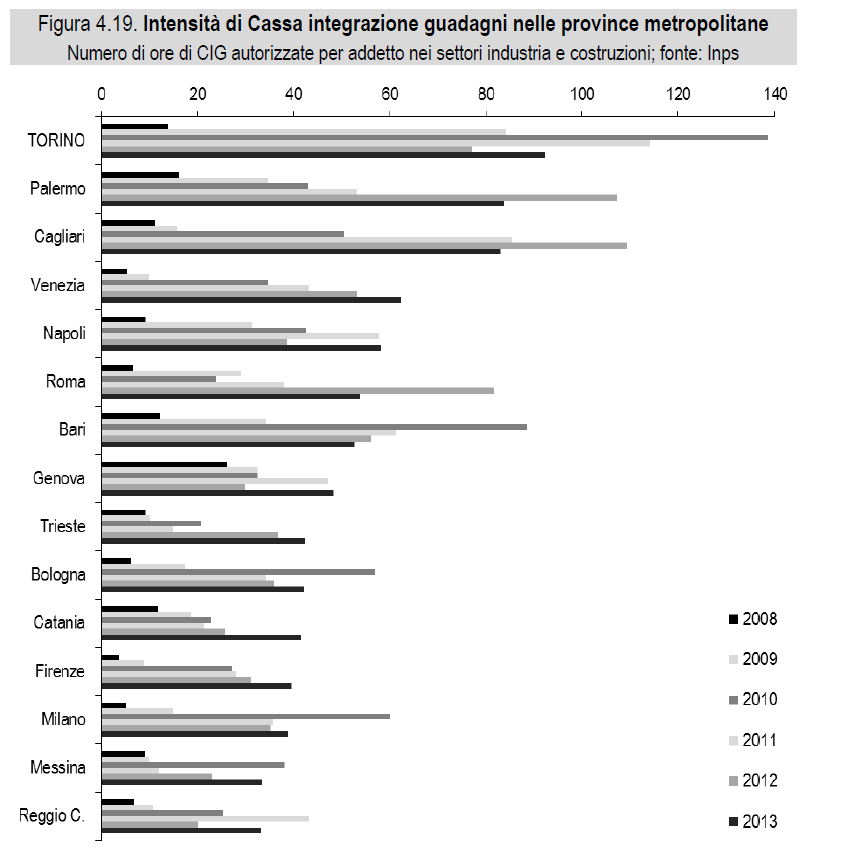 Figura 4.19. Intensità di Cassa integrazione guadagni nelle province metropolitane
Numero di ore di CIG autorizzate per addetto nei settori industria e costruzioni; fonte: Inps
0 20 40 60 80 100 120 140
TORINO
Palermo
Cagliari
Venezia
Napoli
Roma
Bari
Genova
Trieste
Bologna
Catania
Firenze
Milano
Messina
Reggio C.
2008
2009
2010
2011
2012
2013